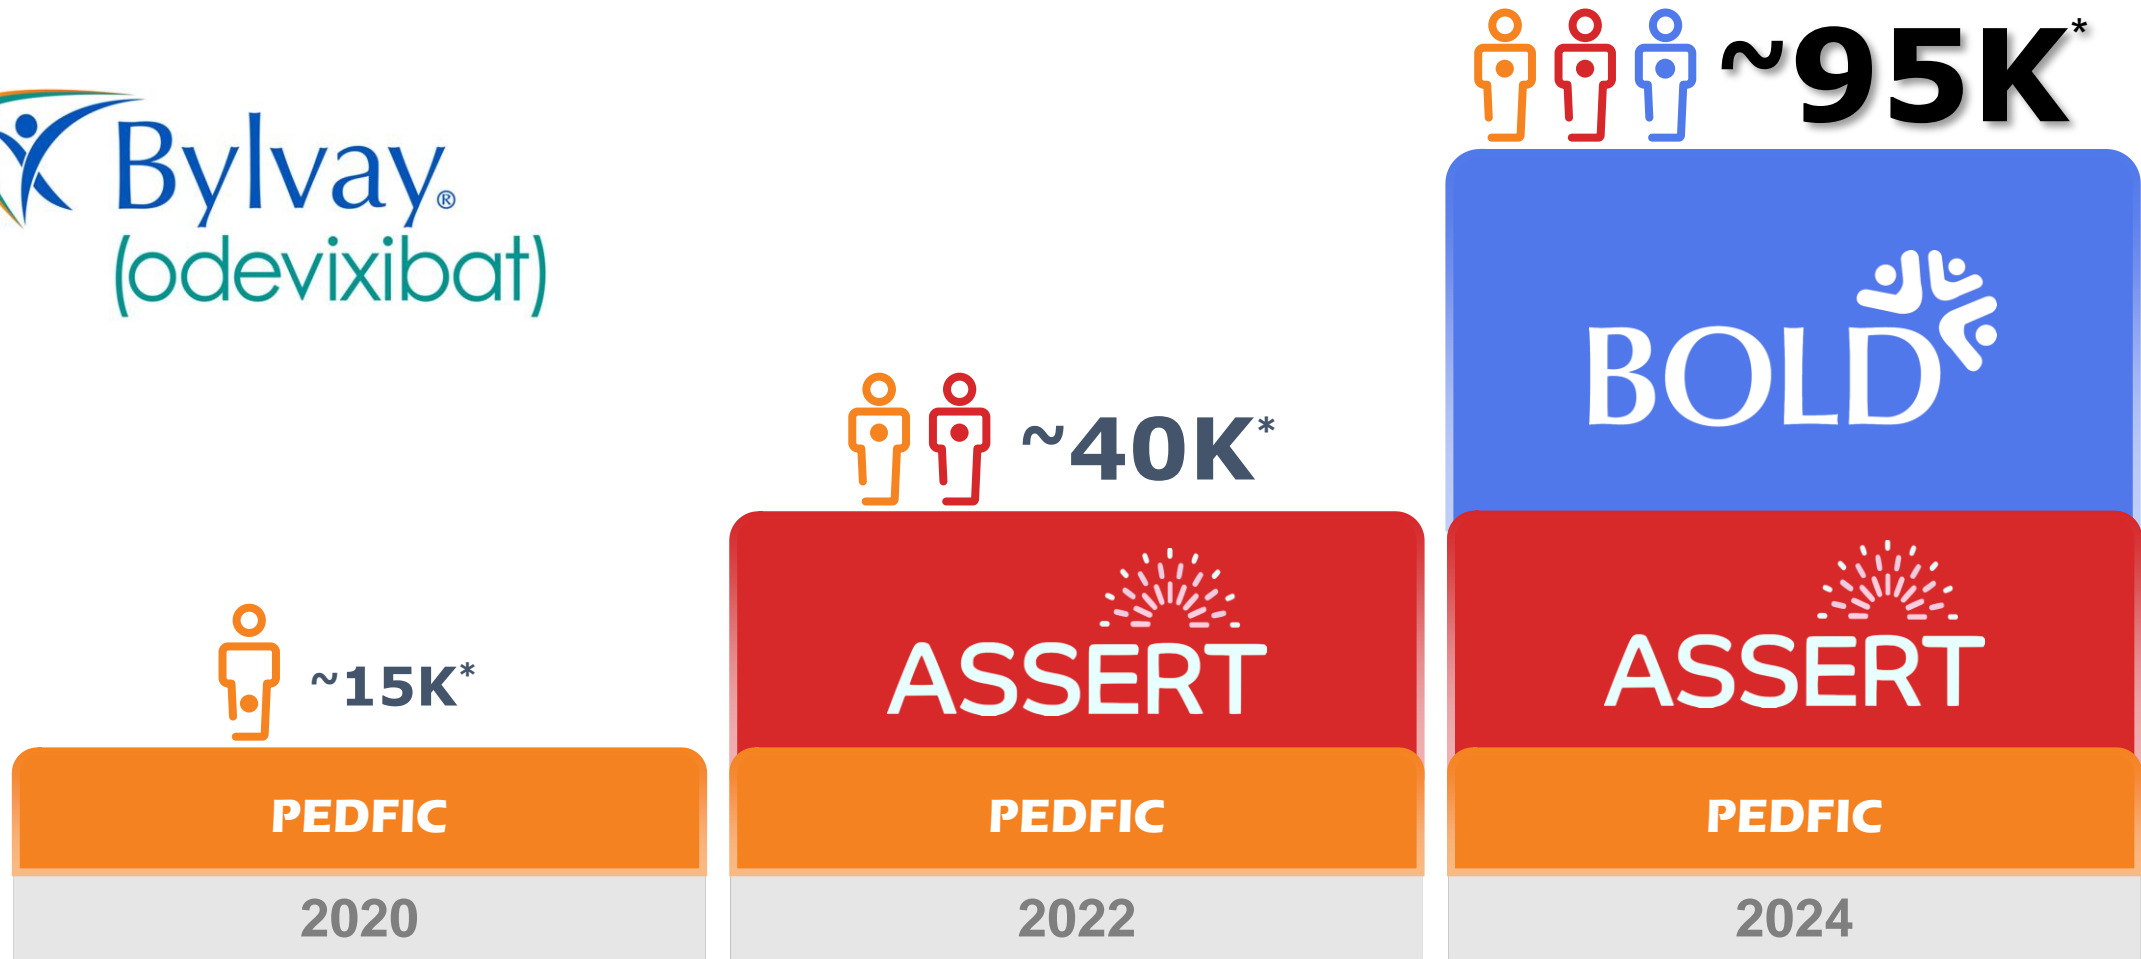 ~95K*
Bylvay®
(odevixibat)
BOLD
~40K*
ASSERT
ASSERT
~15K*
PEDFIC
PEDFIC
PEDFIC
2020
2022
2024